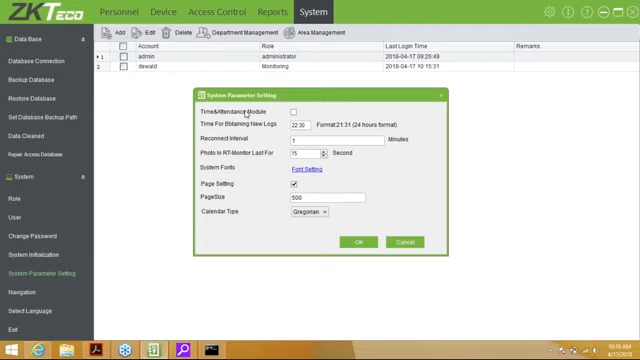 ZKTeco Personnel Device Access Control Reports System
Data Base Add Edit Delete Department Management Area Management
Account Role Last Login Time Remarks
1 admin administrator 2018-04-17 09:26:49
2 dewald Monitoring 2018-04-17 10:15:31
Database Connection
Backup Database
Restore Database
Set Database Backup Path
Data Cleaned
Repair Access Database
System
Role
User
Change Password
System Initialization
System Parameter Setting
Navigation
Select Language
Exit
System Parameter Setting
Time&Attendance Module
Time For Obtaining New Logs 22:30 Format:21:31 (24 hours format)
Reconnect Interval 1 Minutes
Photo in RT-Monitor Last For 15 Second
System Fonts Font Setting
Page Setting
PageSize 500
Calendar Type Gregorian
OK Cancel
10:16 AM
4/17/2018